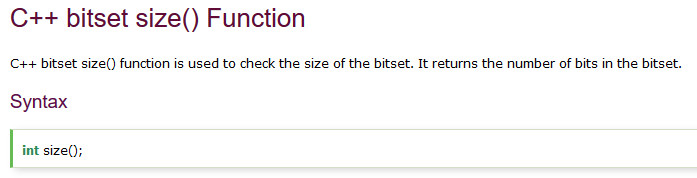 C++ bitset size() Function
C++ bitset size() function is used to check the size of the bitset. It returns the number of bits in the bitset.
Syntax
int size();